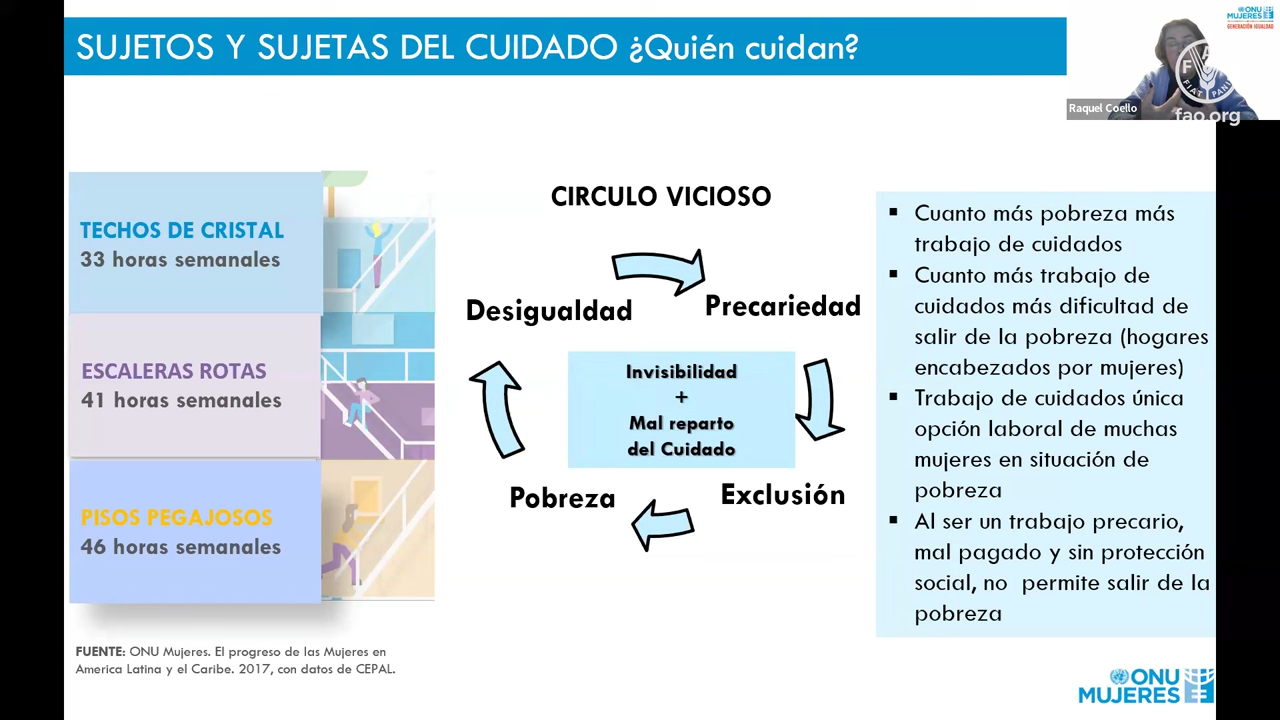 SUJETOS Y SUJETAS DEL CUIDADO ¿Quién cuidan?
ONU
MUJERES
GENERACIÓN IGUALDAD
Raquel Coello
FIAT PANIS
fao.org
TECHOS DE CRISTAL
33 horas semanales
ESCALERAS ROTAS
41 horas semanales
PISOS PEGAJOSOS
46 horas semanales
FUENTE: ONU Mujeres. El progreso de las Mujeres en
America Latina y el Caribe. 2017, con datos de CEPAL.
CIRCULO VICIOSO
Desigualdad
Precariedad
Invisibilidad
+
Mal reparto
del Cuidado
Pobreza
Exclusión
▪ Cuanto más pobreza más
trabajo de cuidados
▪ Cuanto más trabajo de
cuidados más dificultad de
salir de la pobreza (hogares
encabezados por mujeres)
▪ Trabajo de cuidados única
opción laboral de muchas
mujeres en situación de
pobreza
▪ Al ser un trabajo precario,
mal pagado y sin protección
social, no permite salir de la
pobreza
ONU
MUJERES